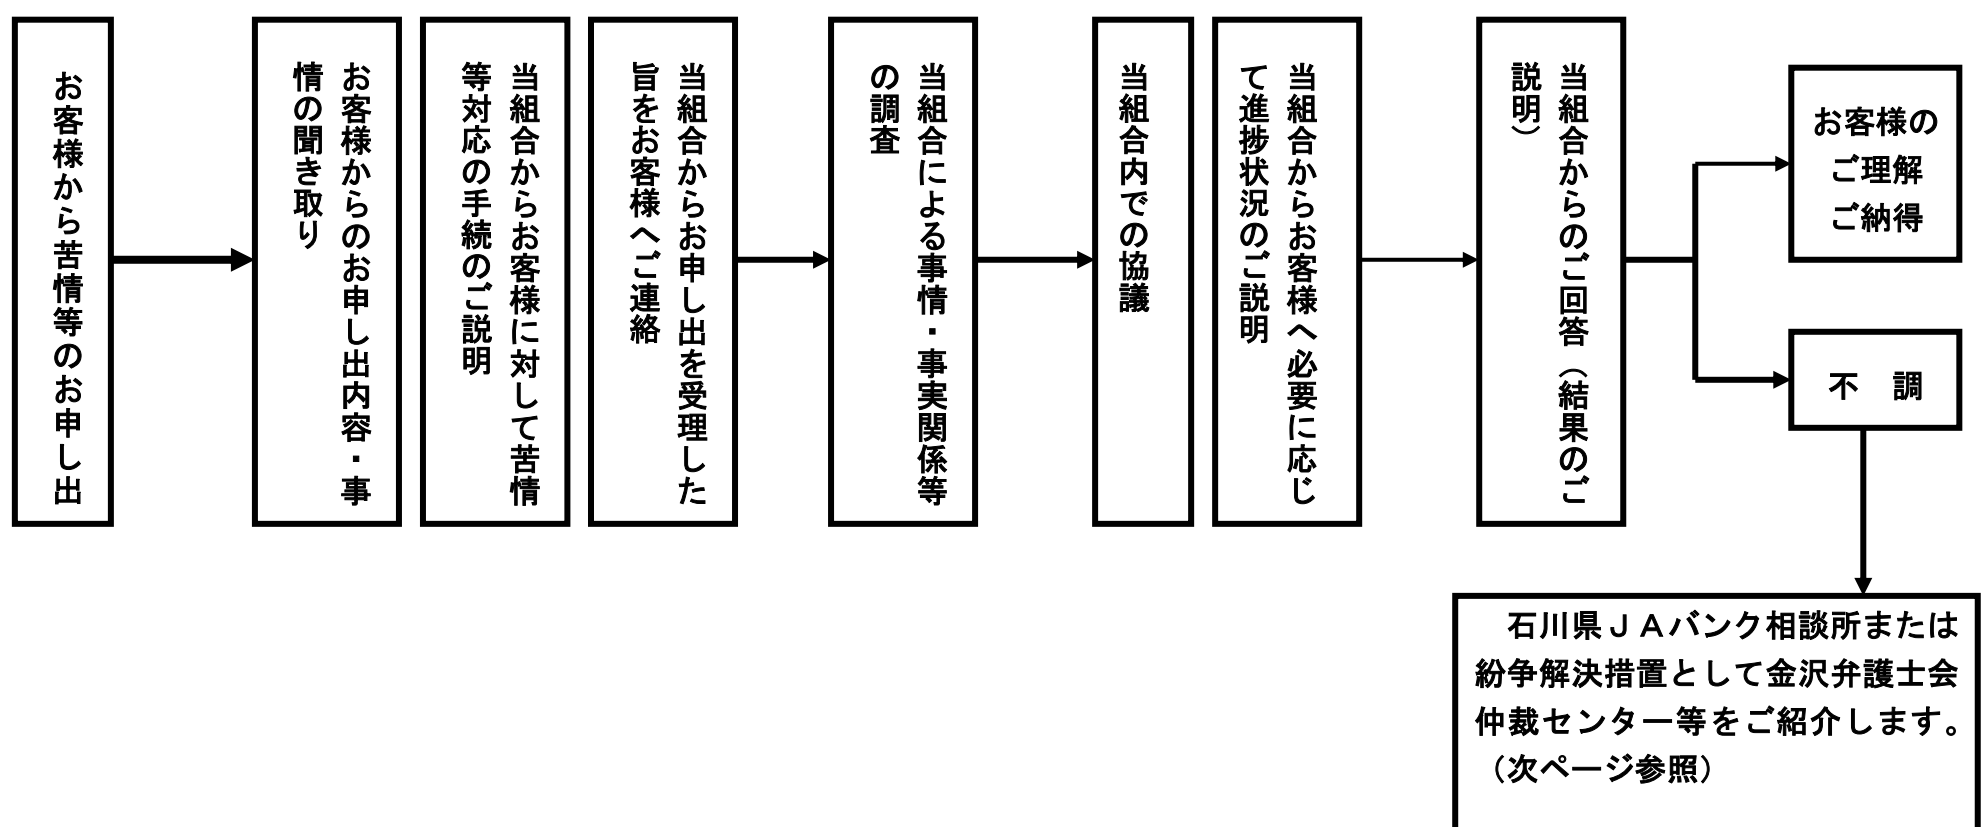 お客様から苦情等のお申し出
お客様からのお申し出内容・事
情の聞き取り
当組合からお客様に対して苦情
等対応の手続のご説明
当組合からお申し出を受理した
旨をお客様へご連絡
当組合による事情・事実関係等
の調査
当組合内での協議
当組合からお客様へ必要に応じ
て進捗状況のご説明
当組合からのご回答（結果のご
説明）
お客様の
ご理解
ご納得
不　調
石川県ＪＡバンク相談所または
紛争解決措置として金沢弁護士会
仲裁センター等をご紹介します。
（次ページ参照）